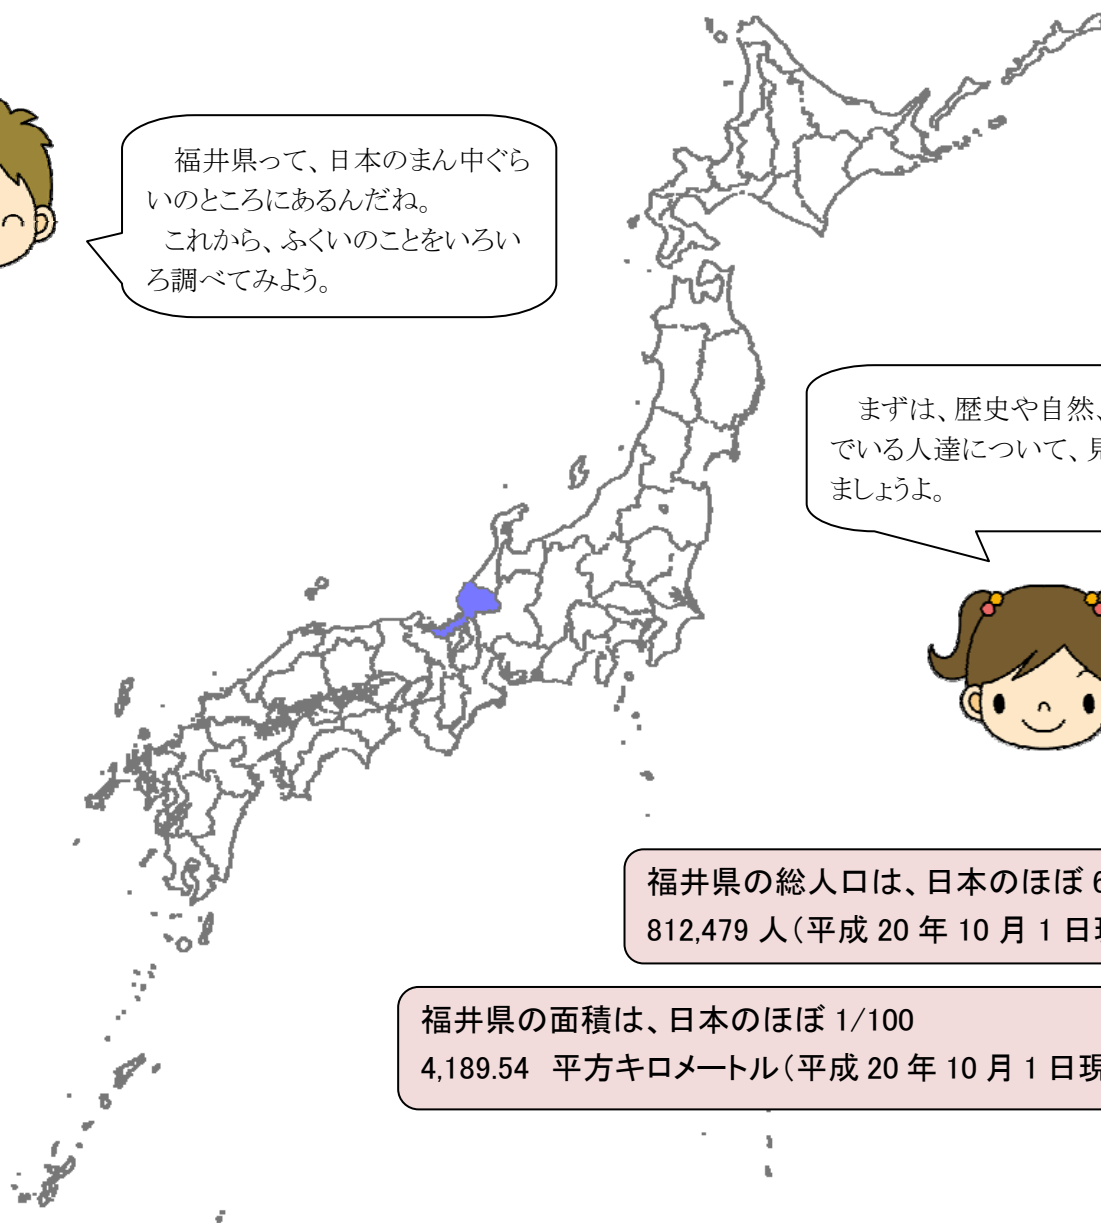 福井県って、日本のまん中ぐら
いのところにあるんだね。
これから、ふくいのことをいろい
ろ調べてみよう。
まずは、歴史や自然、
でいる人達について、見
ましょうよ。
福井県の総人口は、日本のほぼ 6
812,479 人（平成 20 年 10 月 1 日現
福井県の面積は、日本のほぼ 1/100
4,189.54 平方キロメートル（平成 20 年 10 月 1 日現